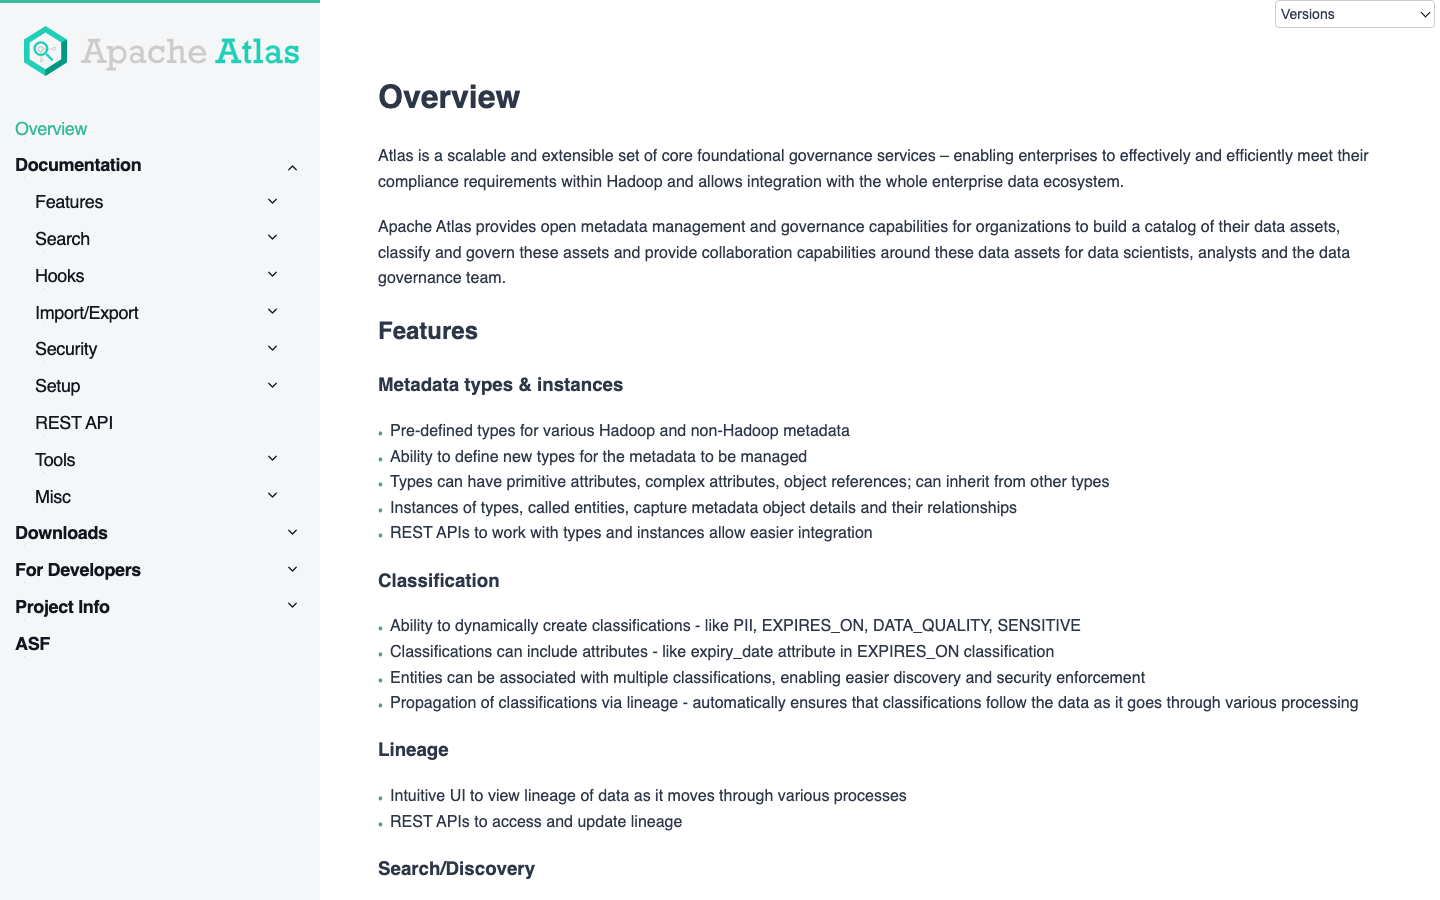 Apache Atlas
Versions
Overview
Documentation
Features
Search
Hooks
Import/Export
Security
Setup
REST API
Tools
Misc
Downloads
For Developers
Project Info
ASF
Overview
Atlas is a scalable and extensible set of core foundational governance services – enabling enterprises to effectively and efficiently meet their
compliance requirements within Hadoop and allows integration with the whole enterprise data ecosystem.
Apache Atlas provides open metadata management and governance capabilities for organizations to build a catalog of their data assets,
classify and govern these assets and provide collaboration capabilities around these data assets for data scientists, analysts and the data
governance team.
Features
Metadata types & instances
• Pre-defined types for various Hadoop and non-Hadoop metadata
• Ability to define new types for the metadata to be managed
• Types can have primitive attributes, complex attributes, object references; can inherit from other types
• Instances of types, called entities, capture metadata object details and their relationships
• REST APIs to work with types and instances allow easier integration
Classification
• Ability to dynamically create classifications - like PII, EXPIRES_ON, DATA_QUALITY, SENSITIVE
• Classifications can include attributes - like expiry_date attribute in EXPIRES_ON classification
• Entities can be associated with multiple classifications, enabling easier discovery and security enforcement
• Propagation of classifications via lineage - automatically ensures that classifications follow the data as it goes through various processing
Lineage
• Intuitive UI to view lineage of data as it moves through various processes
• REST APIs to access and update lineage
Search/Discovery